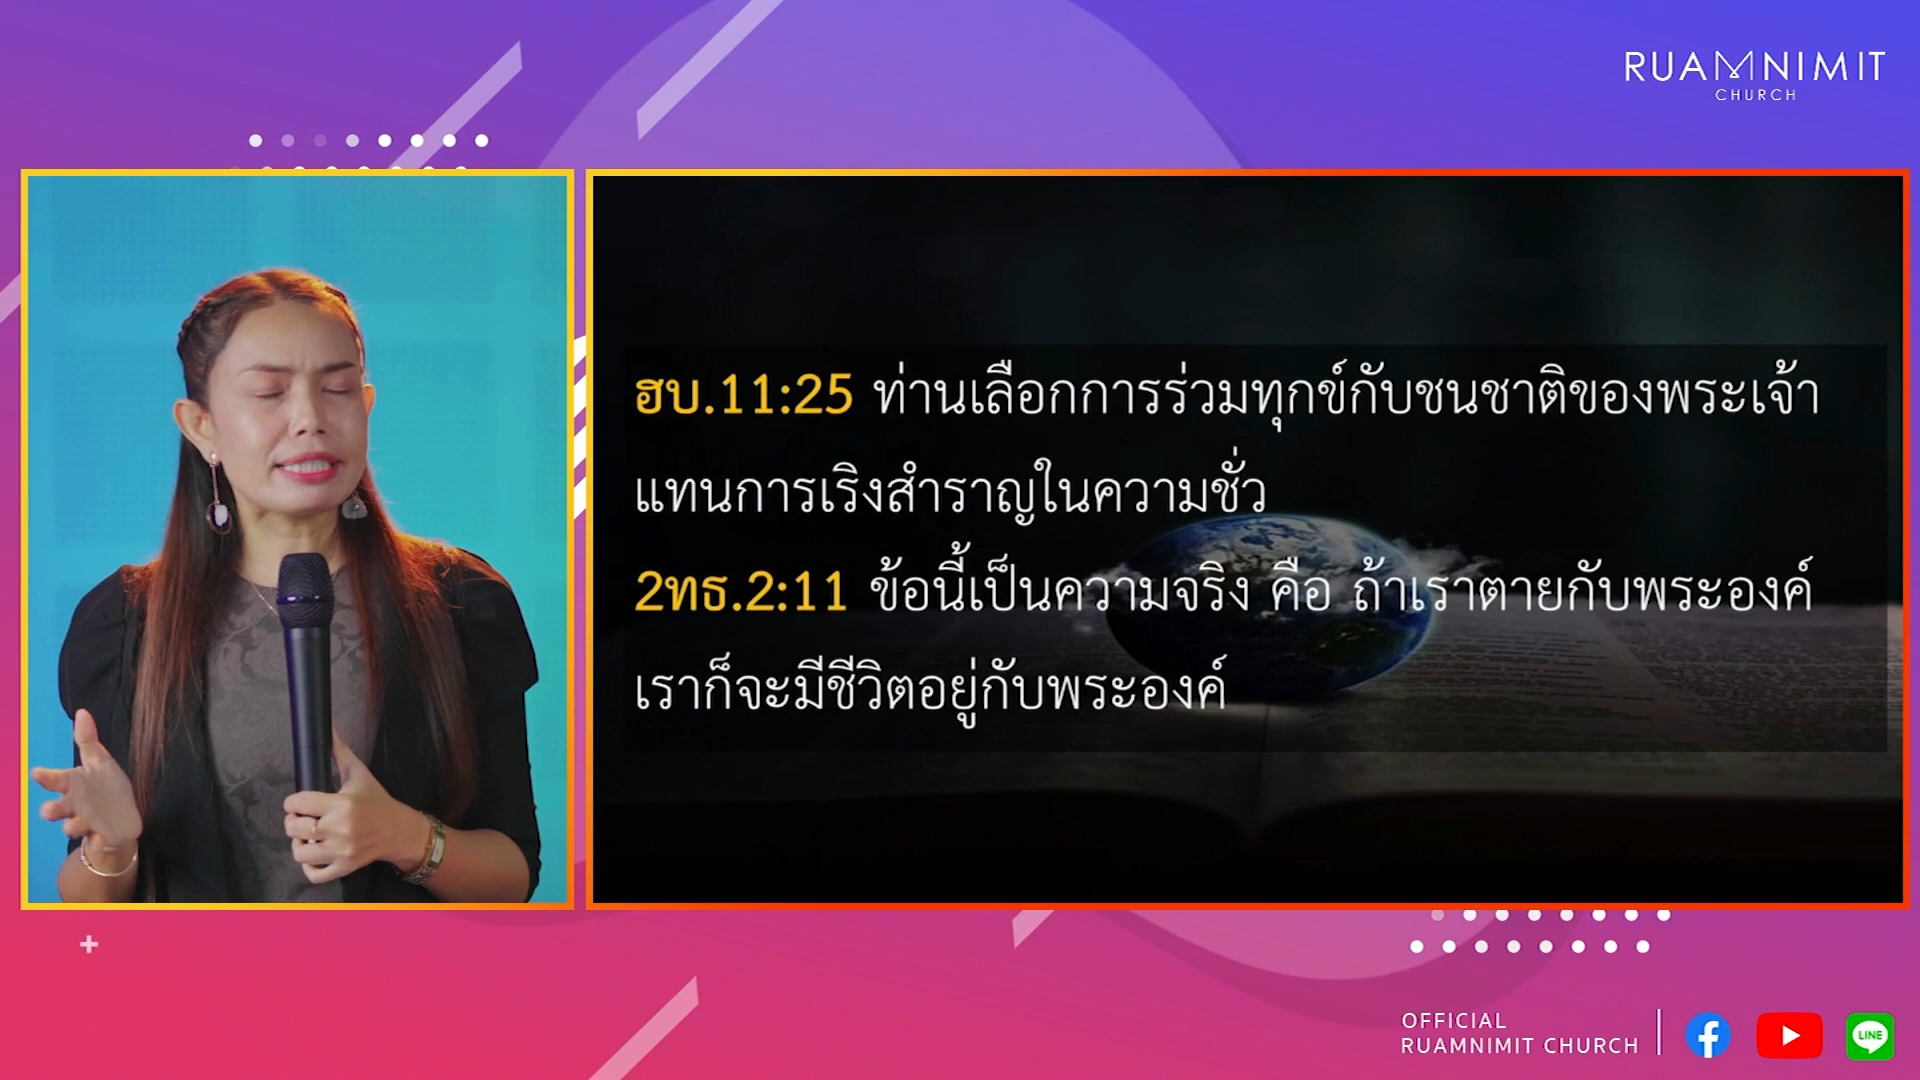 RUAMNIMIT
CHURCH
ฮบ.11:25 ท่านเลือกการร่วมทุกข์กับชนชาติของพระเจ้า
แทนการเริงสำราญในความชั่ว
2ทธ.2:11 ข้อนี้เป็นความจริง คือ ถ้าเราตายกับพระองค์
เราก็จะมีชีวิตอยู่กับพระองค์
OFFICIAL
RUAMNIMIT CHURCH
LINE